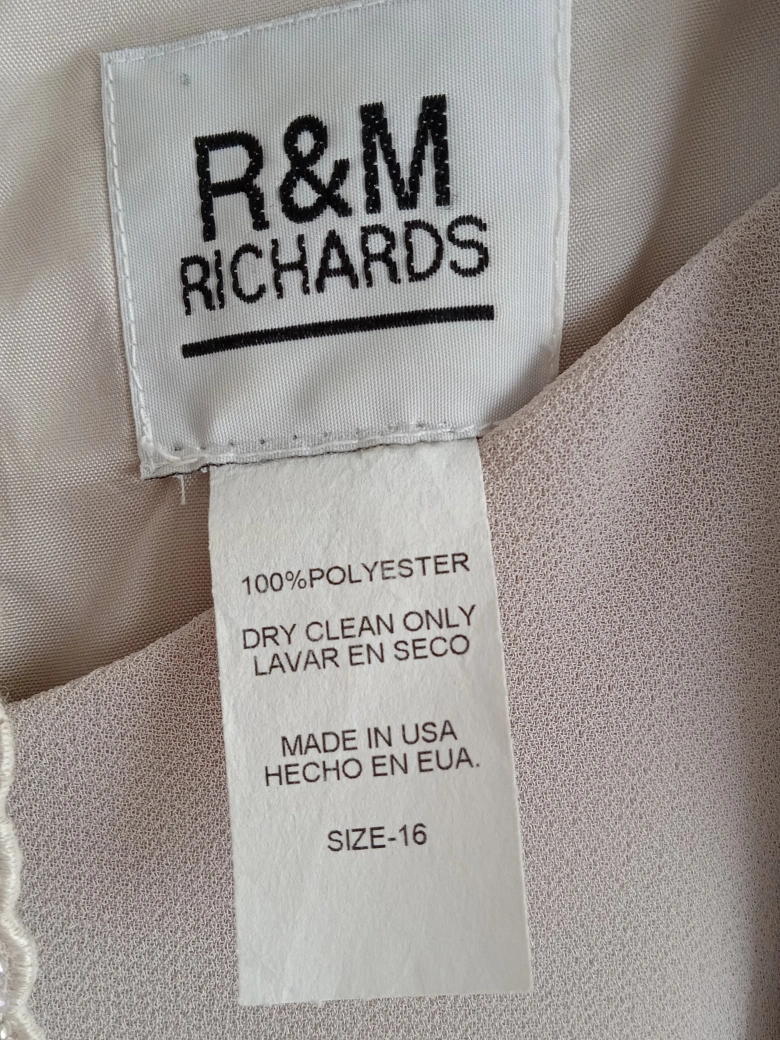 R&M
RICHARDS
100%POLYESTER
DRY CLEAN ONLY
LAVAR EN SECO
MADE IN USA
HECHO EN EUA.
SIZE-16